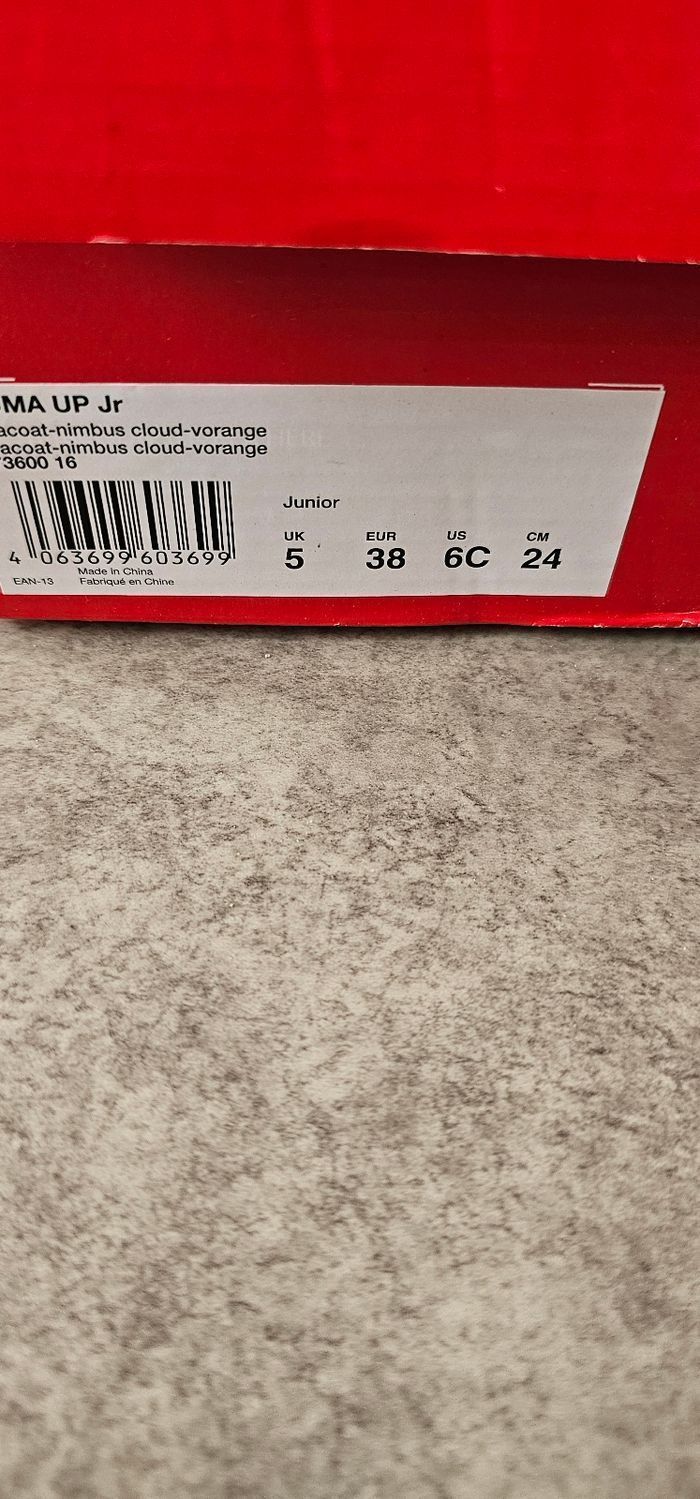 MA UP Jr
acoat-nimbus cloud-vorange
acoat-nimbus cloud-vorange
3600 16
Junior
UK EUR US CM
5 38 6C 24
4 063699 603699
Made in China
EAN-13 Fabriqué en Chine